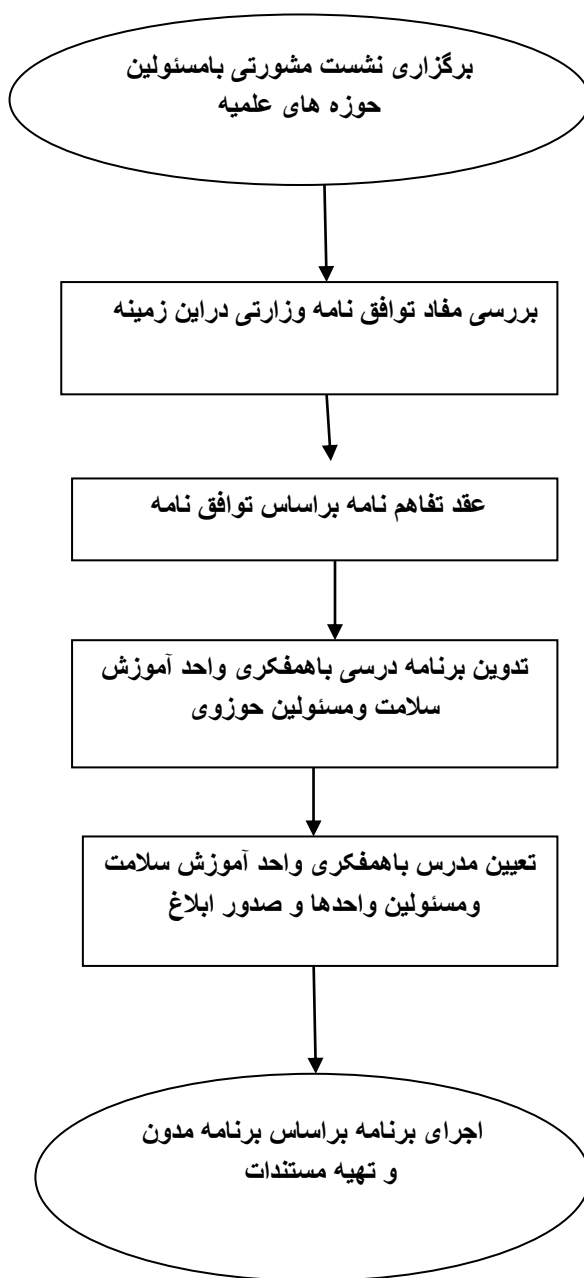 برگزاری نشست مشورتی بامسئولین
حوزه های علمیه
بررسی مفاد توافق نامه وزارتی دراین زمینه
عقد تفاهم نامه براساس توافق نامه
تدوین برنامه درسی باهمفکری واحد آموزش
سلامت ومسئولین حوزوی
تعیین مدرس باهمفکری واحد آموزش سلامت
ومسئولین واحدها و صدور ابلاغ
اجرای برنامه براساس برنامه مدون
و تهیه مستندات